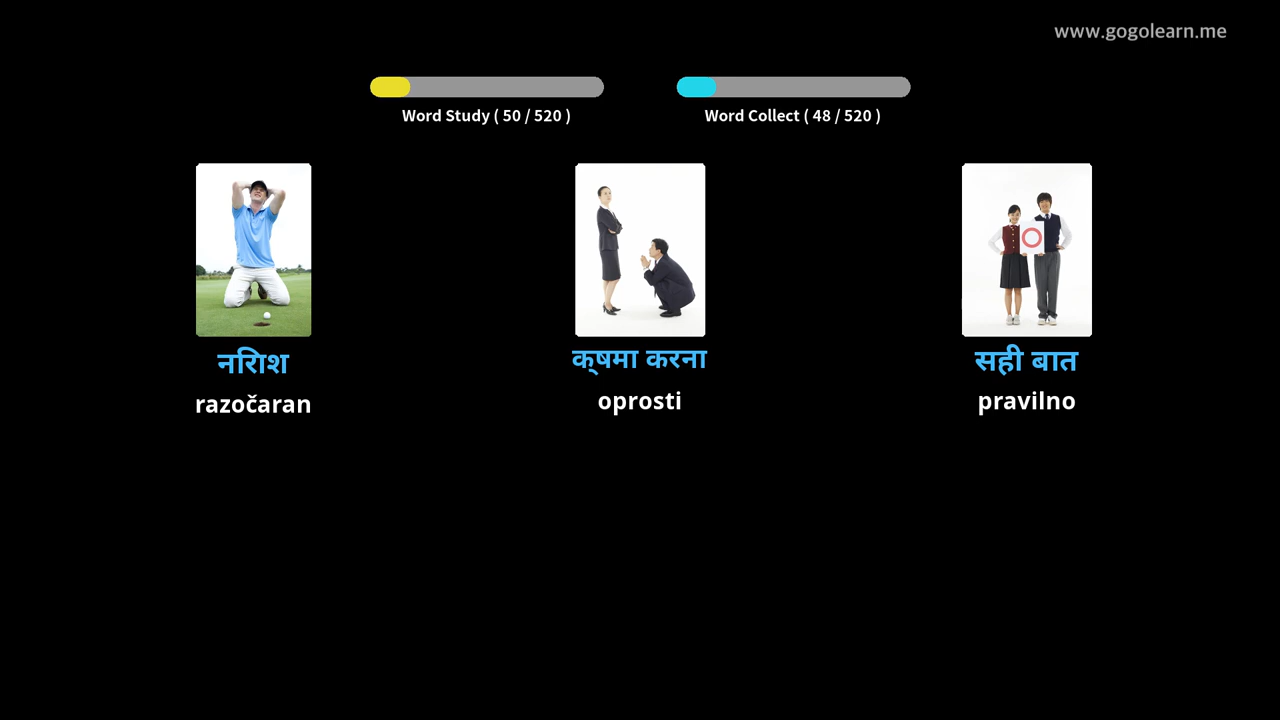 www.gogolearn.me
Word Study ( 50 / 520 )
Word Collect ( 48 / 520 )
निराश
क्षमा करना
सही बात
razočaran
oprosti
pravilno